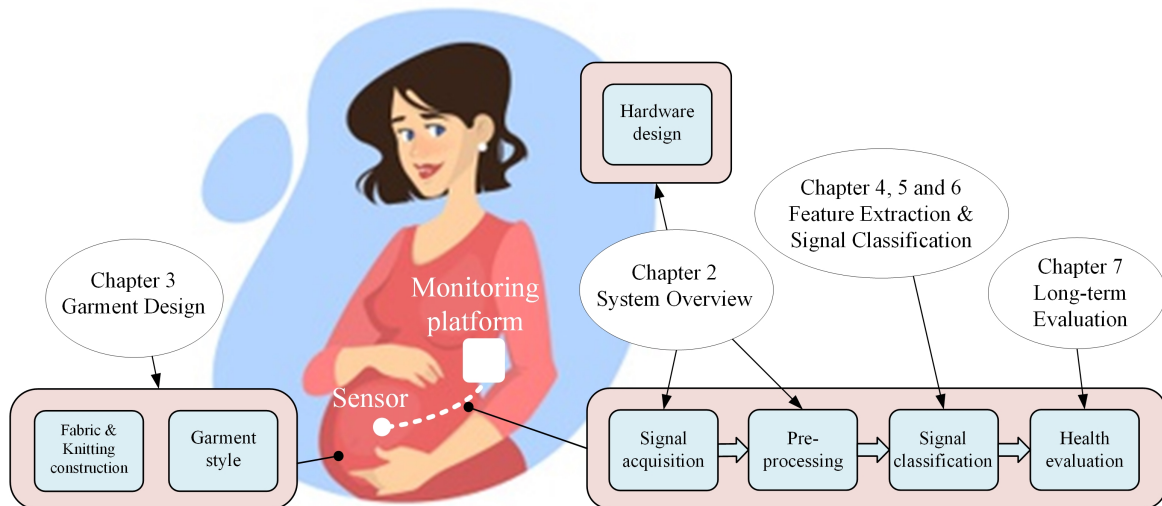 Hardware
design
Chapter 4, 5 and 6
Feature Extraction &
Signal Classification
Chapter 3
Garment Design
Chapter 2
System Overview
Chapter 7
Long-term
Evaluation
Monitoring
platform
Sensor
Fabric &
Knitting
construction
Garment
style
Signal
acquisition
Pre-
processing
Signal
classification
Health
evaluation